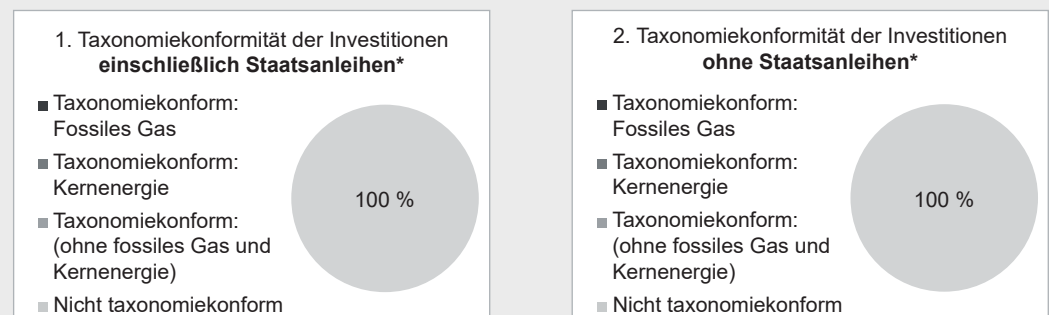 1. Taxonomiekonformität der Investitionen
einschließlich Staatsanleihen*
Taxonomiekonform:
Fossiles Gas
Taxonomiekonform:
Kernenergie
Taxonomiekonform:
(ohne fossiles Gas und
Kernenergie)
Nicht taxonomiekonform
100 %
2. Taxonomiekonformität der Investitionen
ohne Staatsanleihen*
Taxonomiekonform:
Fossiles Gas
Taxonomiekonform:
Kernenergie
Taxonomiekonform:
(ohne fossiles Gas und
Kernenergie)
Nicht taxonomiekonform
100 %